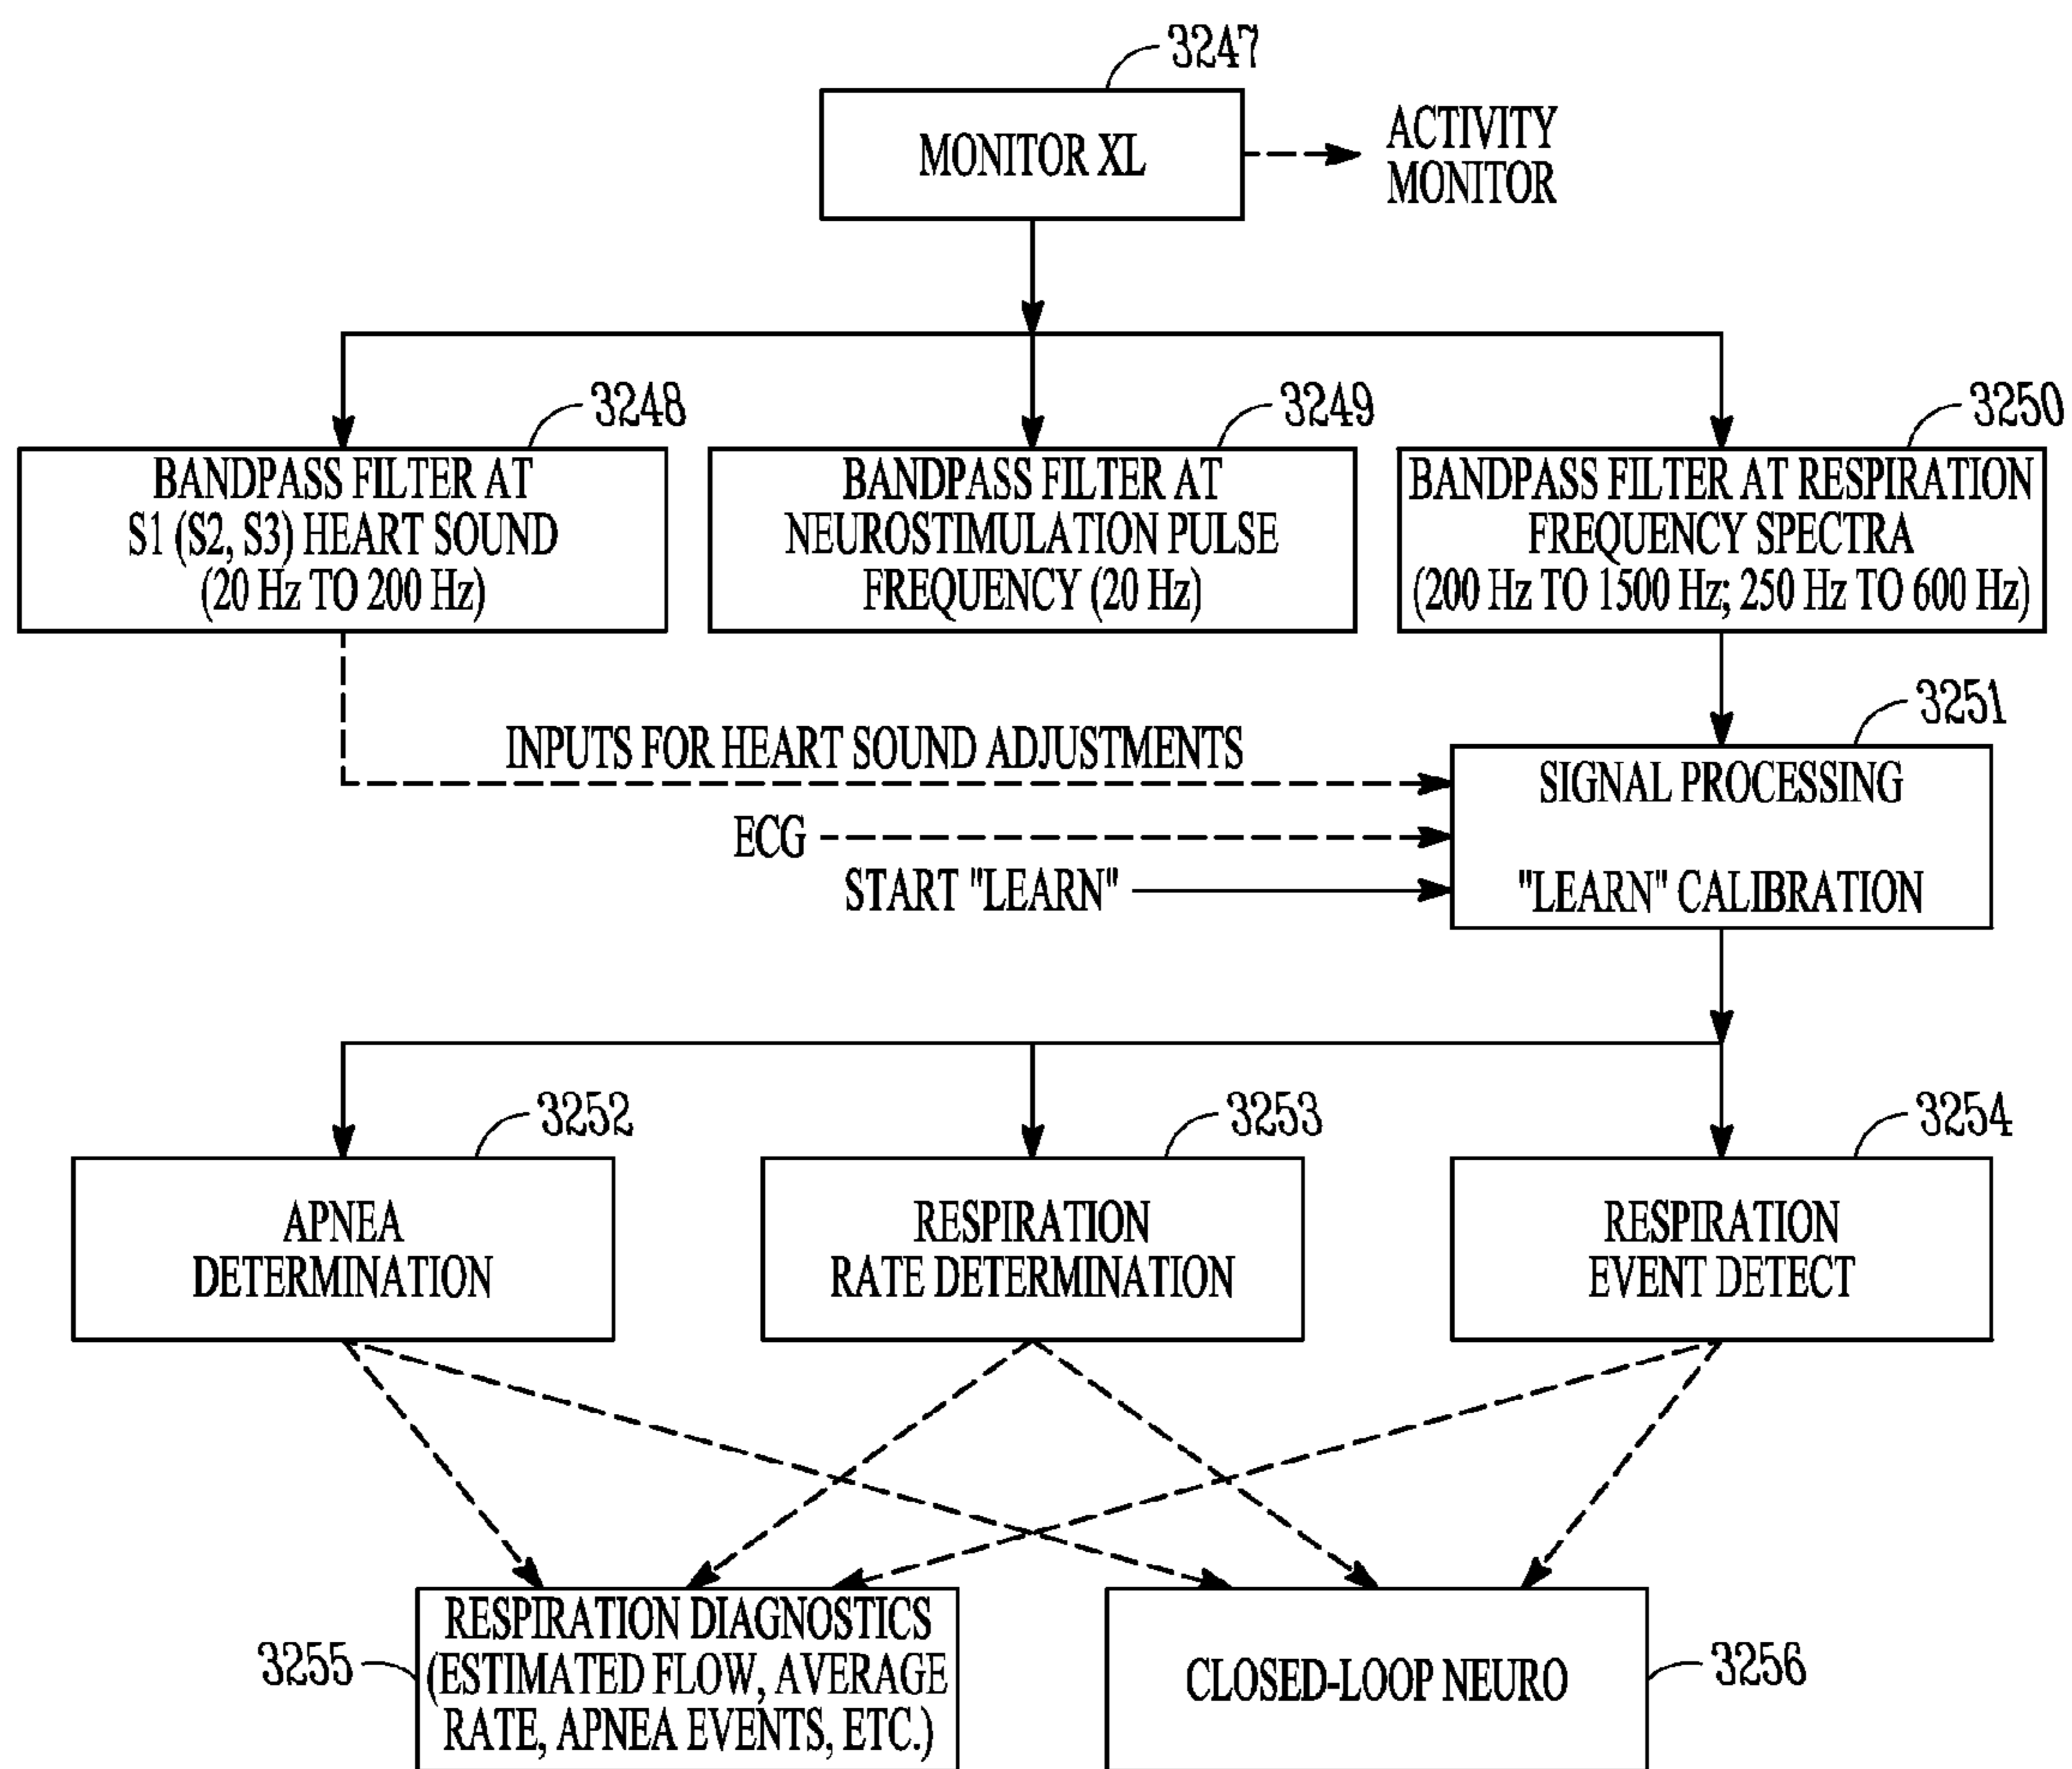 3247
MONITOR XL
ACTIVITY
MONITOR
3248
BANDPASS FILTER AT
S1 (S2, S3) HEART SOUND
(20 Hz TO 200 Hz)
3249
BANDPASS FILTER AT
NEUROSTIMULATION PULSE
FREQUENCY (20 Hz)
3250
BANDPASS FILTER AT RESPIRATION
FREQUENCY SPECTRA
(200 Hz TO 1500 Hz; 250 Hz TO 600 Hz)
3251
INPUTS FOR HEART SOUND ADJUSTMENTS
ECG
START "LEARN"
SIGNAL PROCESSING
"LEARN" CALIBRATION
3252
APNEA
DETERMINATION
3253
RESPIRATION
RATE DETERMINATION
3254
RESPIRATION
EVENT DETECT
3255
RESPIRATION DIAGNOSTICS
(ESTIMATED FLOW, AVERAGE
RATE, APNEA EVENTS, ETC.)
CLOSED-LOOP NEURO
3256